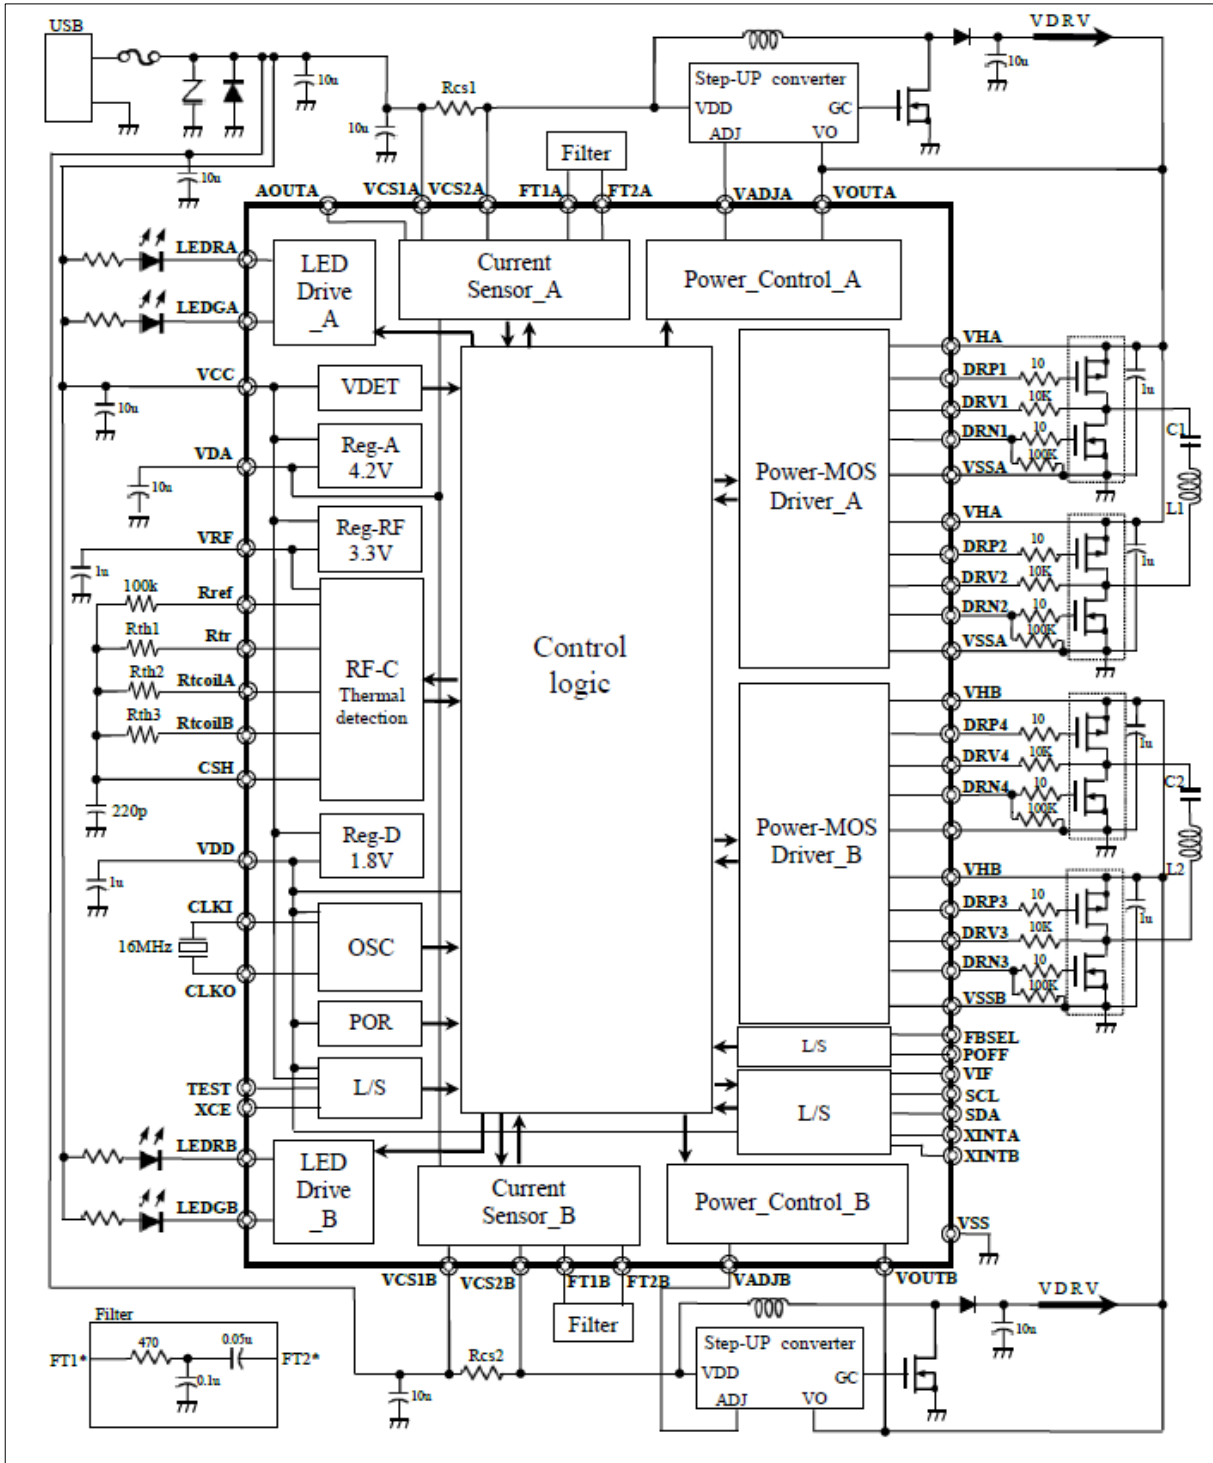 USB
VDRV
10u
10u
Rcs1
Step-UP converter
VDD
GC
ADJ
VO
10u
Filter
10u
AOUTA
VCS1A
VCS2A
FT1A
FT2A
VADJA
VOUTA
LEDRA
LED
Drive
_A
Current
Sensor_A
Power_Control_A
LEDGA
VHA
DRP1
10
1u
DRV1
10K
DRN1
10
100K
VSSA
C1
L1
VCC
10u
VDET
VDA
10u
Reg-A
4.2V
Power-MOS
Driver_A
VRF
1u
Reg-RF
3.3V
VHA
DRP2
10
1u
DRV2
10K
DRN2
10
100K
VSSA
100k
Rref
Rth1
Rtr
Rth2
RtcoilA
Rth3
RtcoilB
CSH
220p
RF-C
Thermal
detection
Control
logic
VHB
DRP4
10
1u
DRV4
10K
DRN4
10
100K
C2
L2
VDD
1u
Reg-D
1.8V
Power-MOS
Driver_B
VHB
DRP3
10
1u
DRV3
10K
DRN3
10
100K
VSSB
CLKI
16MHz
CLKO
OSC
POR
TEST
XCE
L/S
L/S
FBSEL
POFF
L/S
VIF
SCL
SDA
XINTA
XINTB
LEDRB
LED
Drive
_B
LEDGB
Current
Sensor_B
Power_Control_B
VSS
VCS1B
VCS2B
FT1B
FT2B
VADJB
VOUTB
VDRV
10u
Filter
Step-UP converter
VDD
GC
ADJ
VO
Rcs2
10u
Filter
FT1*
470
0.05u
0.1u
FT2*